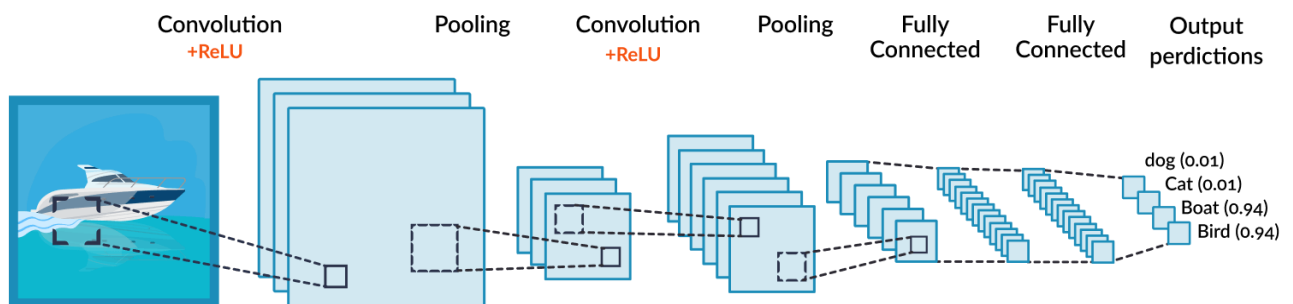 Convolution
+ReLU
Pooling
Convolution
+ReLU
Pooling
Fully
Connected
Fully
Connected
Output
perdictions
dog (0.01)
Cat (0.01)
Boat (0.94)
Bird (0.94)